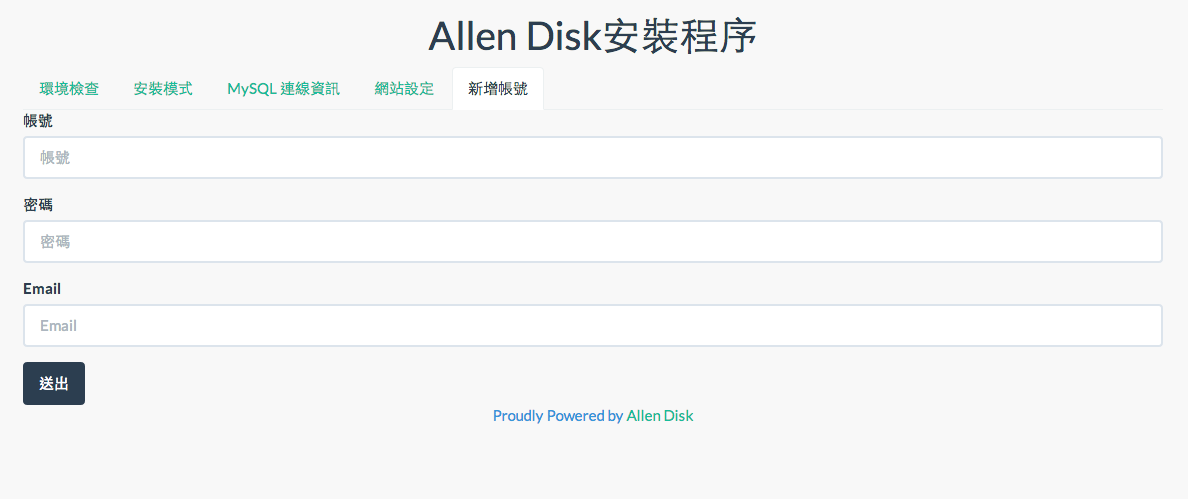 Allen Disk安裝程序
環境檢查 安裝模式 MySQL 連線資訊 網站設定 新增帳號
帳號
帳號
密碼
密碼
Email
Email
送出
Proudly Powered by Allen Disk